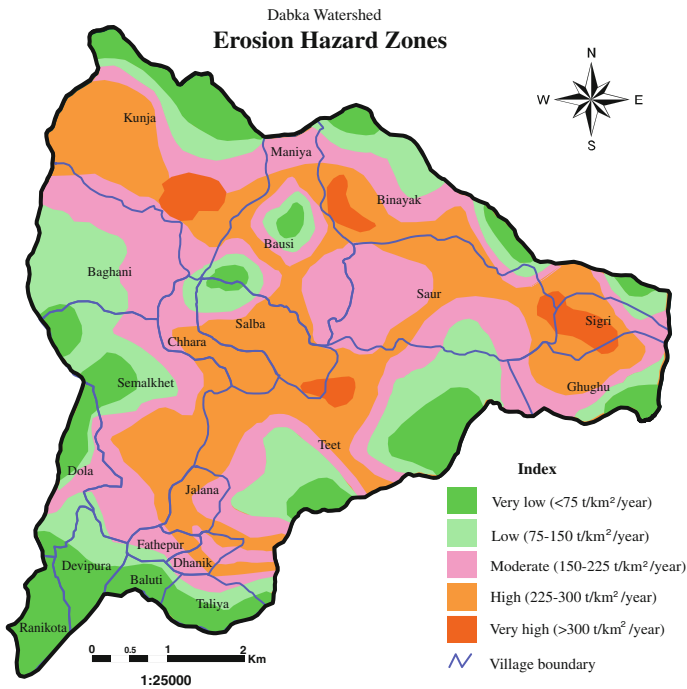 Dabka Watershed
Erosion Hazard Zones
N
W E
S
Kunja
Maniya
Binayak
Bausi
Baghani
Saur
Salba
Sigri
Chhara
Semalkhet
Ghughu
Teet
Dola
Jalana
Fathepur
Devipura
Dhanik
Baluti
Taliya
Ranikota
Index
Very low (<75 t/km²/year)
Low (75-150 t/km²/year)
Moderate (150-225 t/km²/year)
High (225-300 t/km²/year)
Very high (>300 t/km²/year)
Village boundary
0 0.5 1 2
Km
1:25000